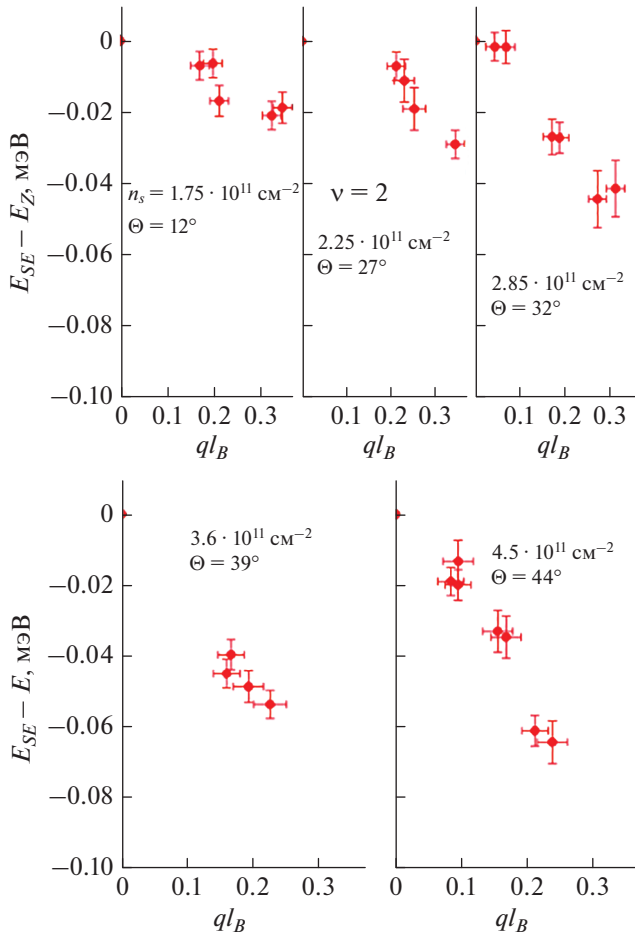 E_SE − E_Z, мэВ
0
−0.02
−0.04
−0.06
−0.08
−0.10
n_s = 1.75 · 10^11 см^−2
Θ = 12°
ν = 2
2.25 · 10^11 см^−2
Θ = 27°
2.85 · 10^11 см^−2
Θ = 32°
0 0.1 0.2 0.3 0 0.1 0.2 0.3 0 0.1 0.2 0.3
ql_B ql_B ql_B
E_SE − E, мэВ
0
−0.02
−0.04
−0.06
−0.08
−0.10
3.6 · 10^11 см^−2
Θ = 39°
4.5 · 10^11 см^−2
Θ = 44°
0 0.1 0.2 0.3 0 0.1 0.2 0.3
ql_B ql_B